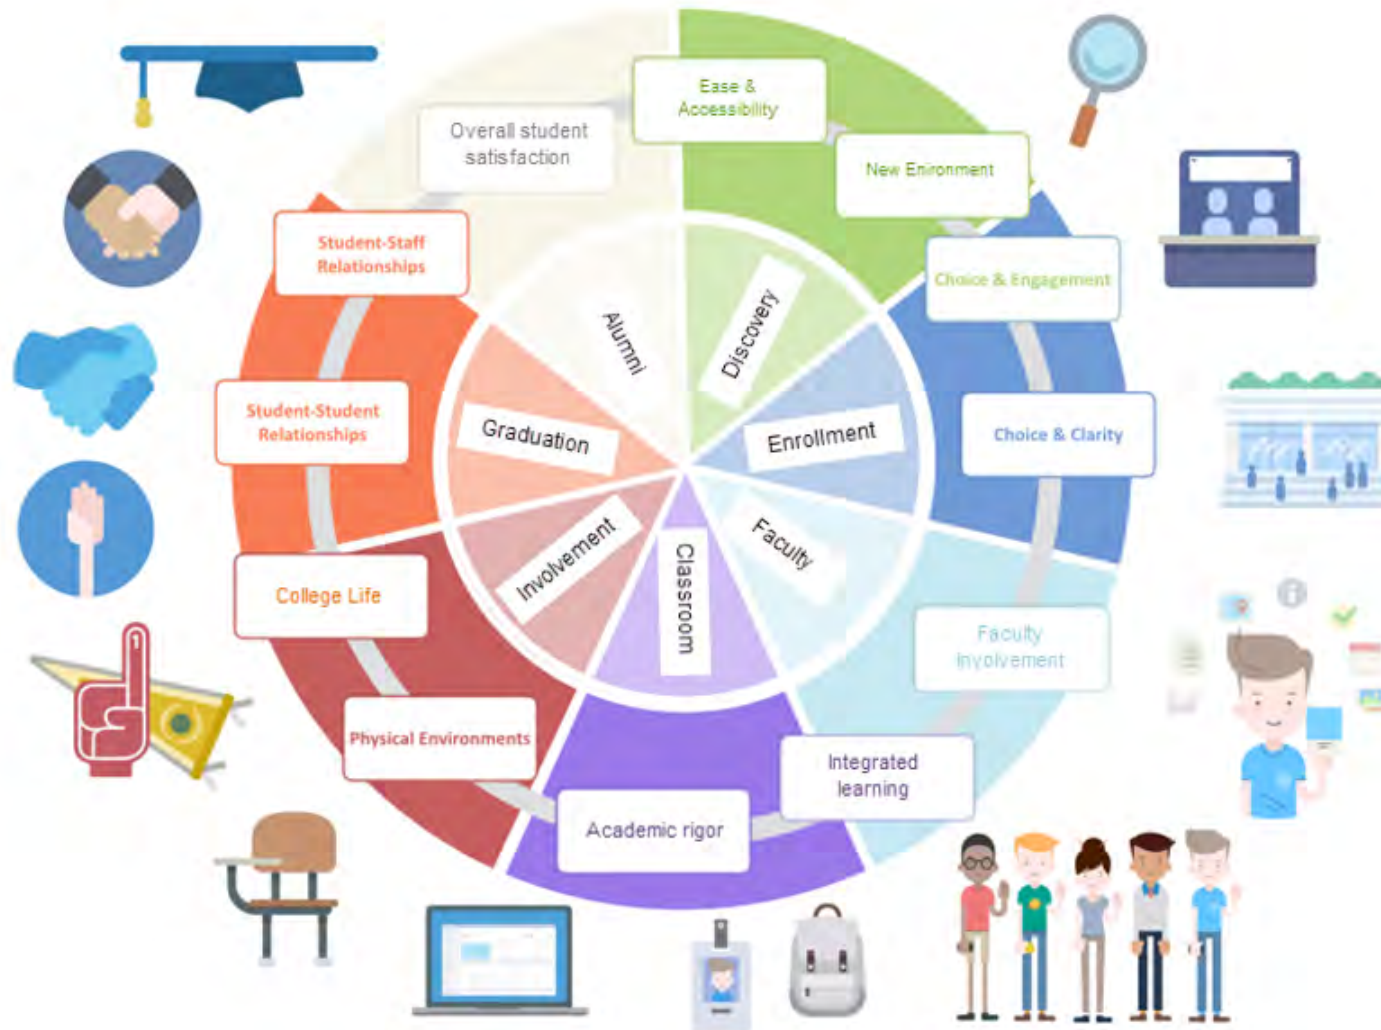 Ease &
Accessibility
New Enironment
Choice & Engagement
Choice & Clarity
Faculty
Involvement
Integrated
learning
Academic rigor
Physical Environments
College Life
Student-Student
Relationships
Student-Staff
Relationships
Overall student
satisfaction
Discovery
Enrollment
Faculty
Classroom
Involvement
Graduation
Alumni
1